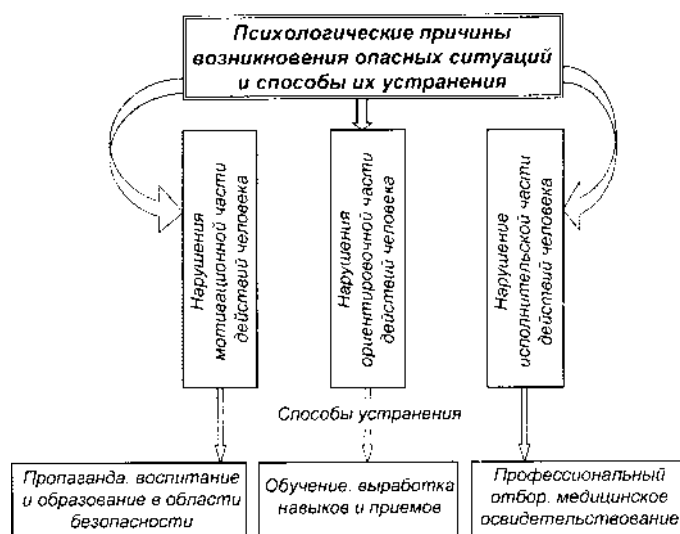 Психологические причины
возникновения опасных ситуаций
и способы их устранения
Нарушения
мотивационной части
действий человека
Нарушения
ориентировочной части
действий человека
Нарушение
исполнительской части
действий человека
Способы устранения
Пропаганда. воспитание
и образование в области
безопасности
Обучение. выработка
навыков и приемов
Профессиональный
отбор. медицинское
освидетельствование